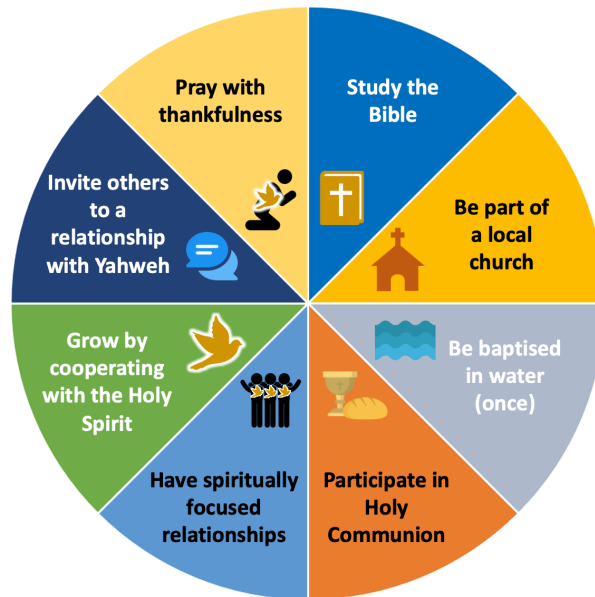 Study the
Bible
Be part of
a local
church
Be baptised
in water
(once)
Participate in
Holy
Communion
Have spiritually
focused
relationships
Grow by
cooperating
with the Holy
Spirit
Invite others
to a
relationship
with Yahweh
Pray with
thankfulness